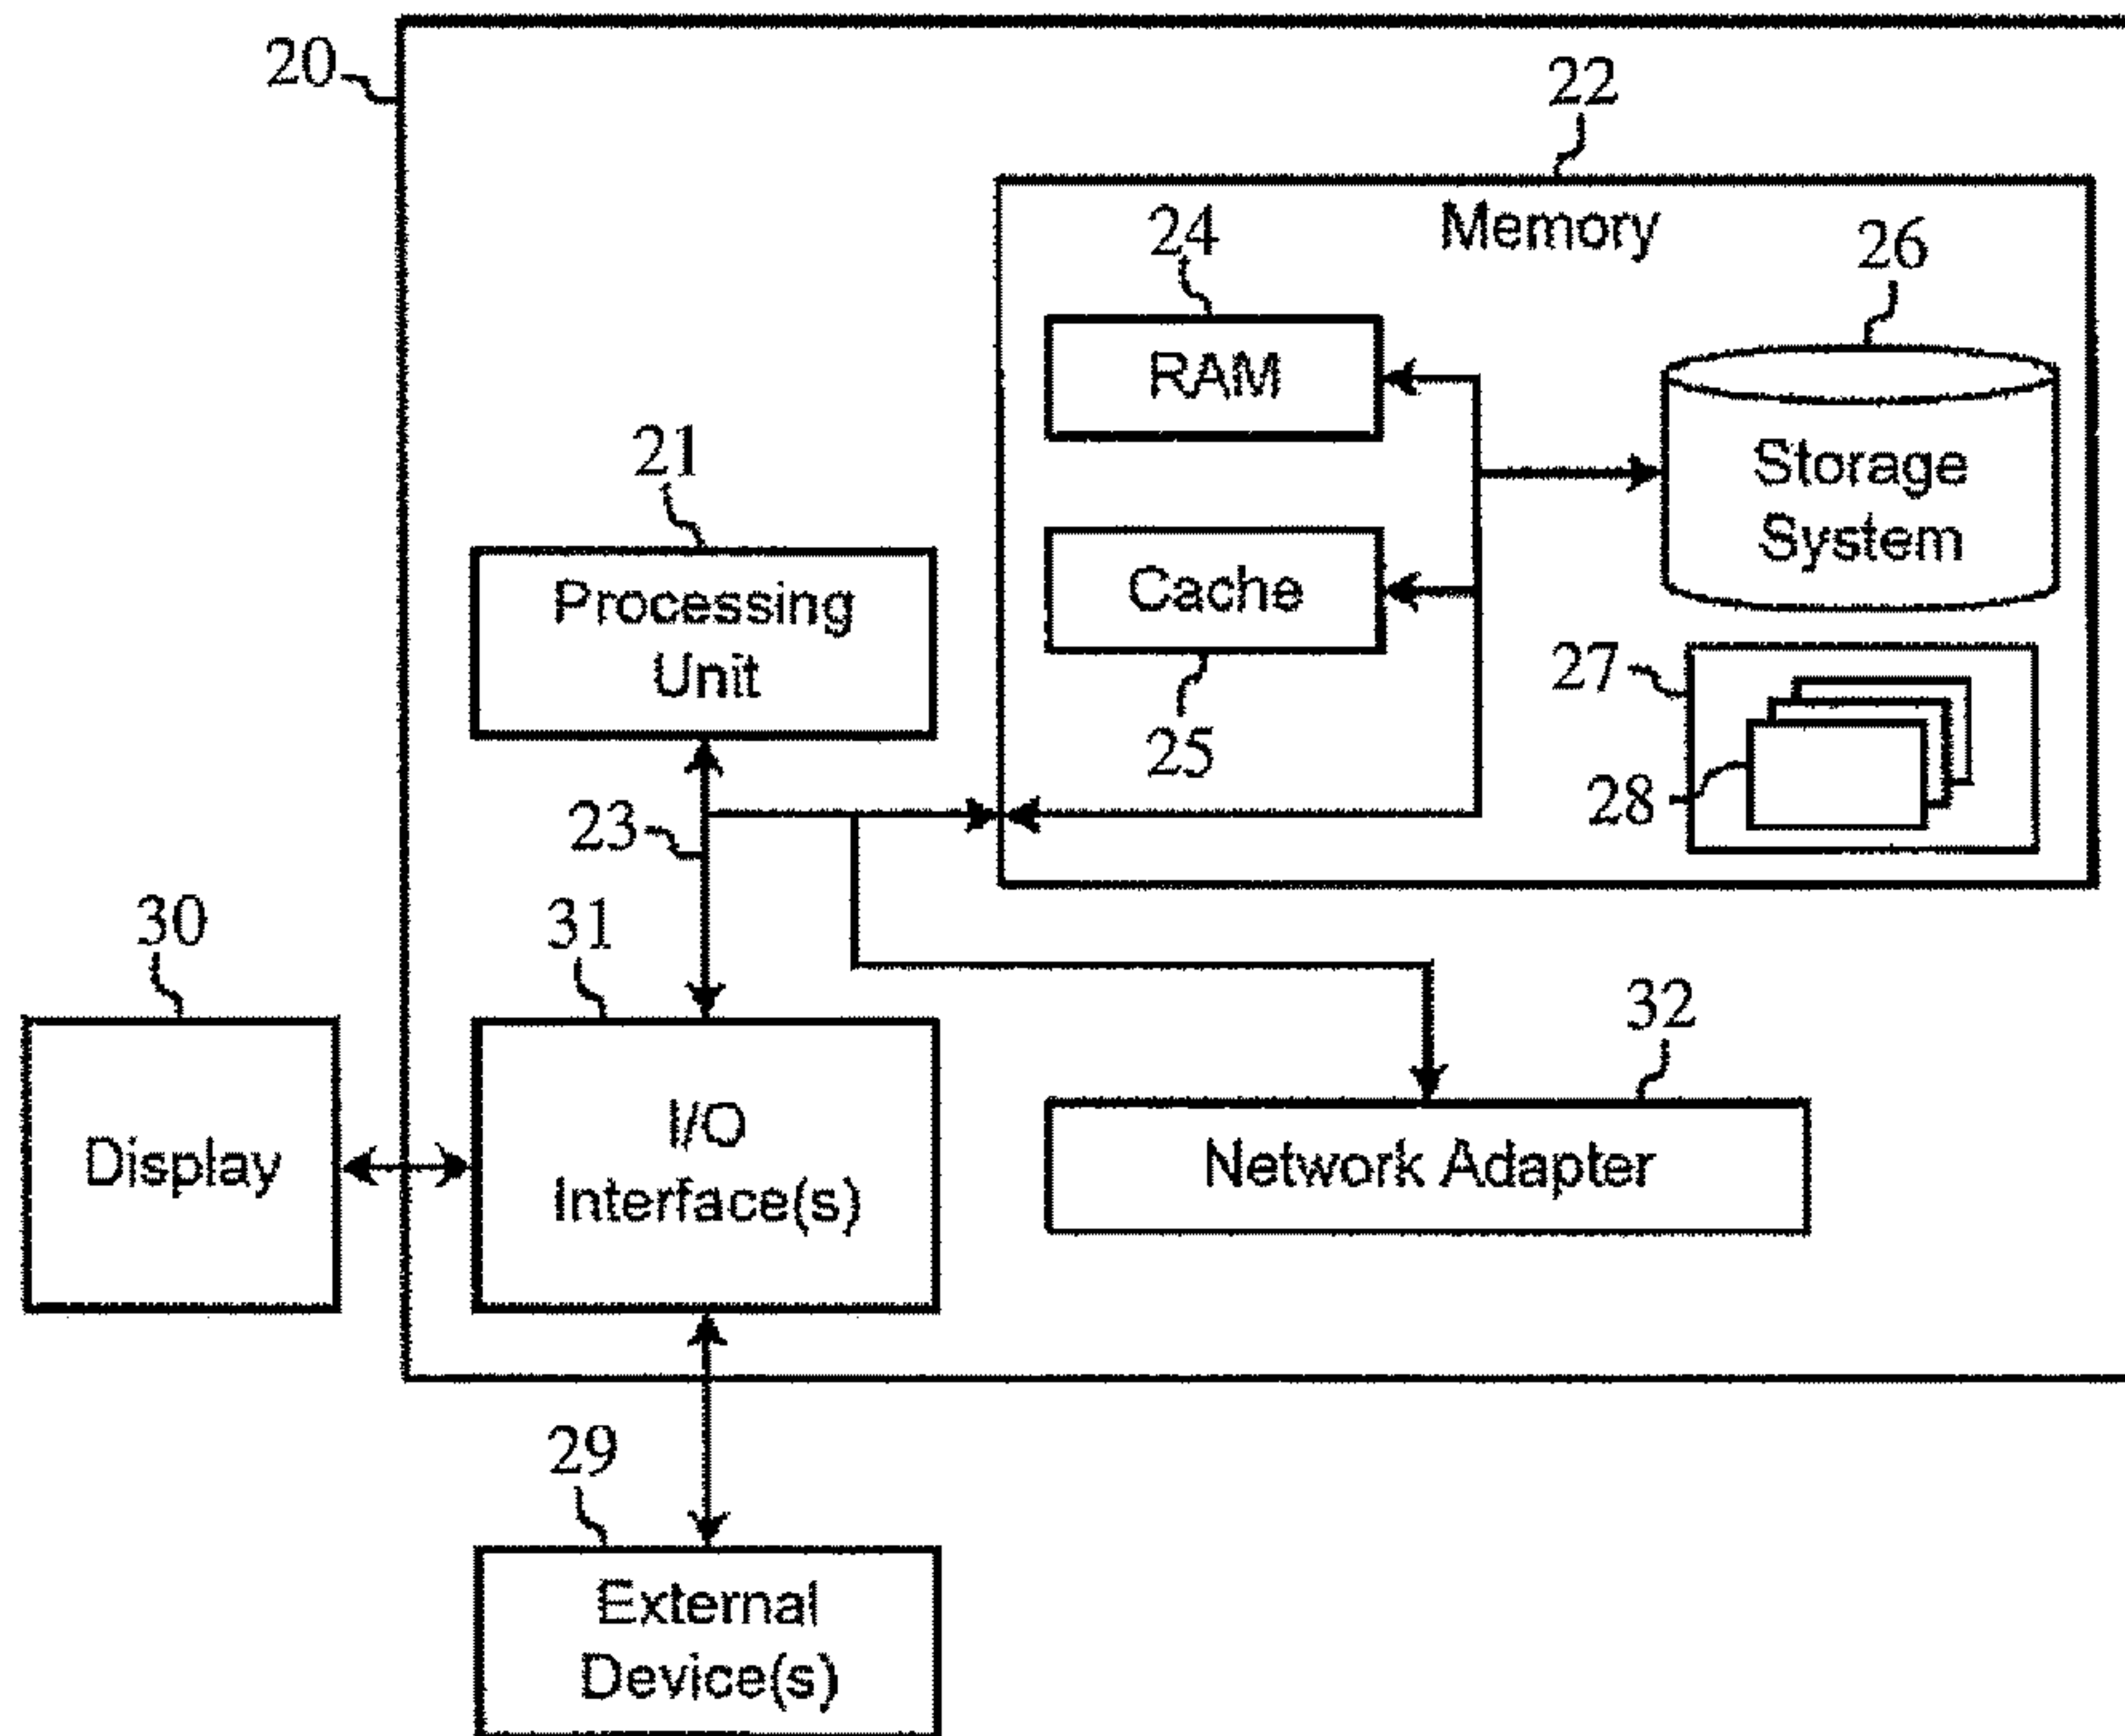 20
22
Memory
24
26
RAM
Storage
System
21
Processing
Unit
Cache
25
27
28
23
30
31
32
Display
I/O
Interface(s)
Network Adapter
29
External
Device(s)